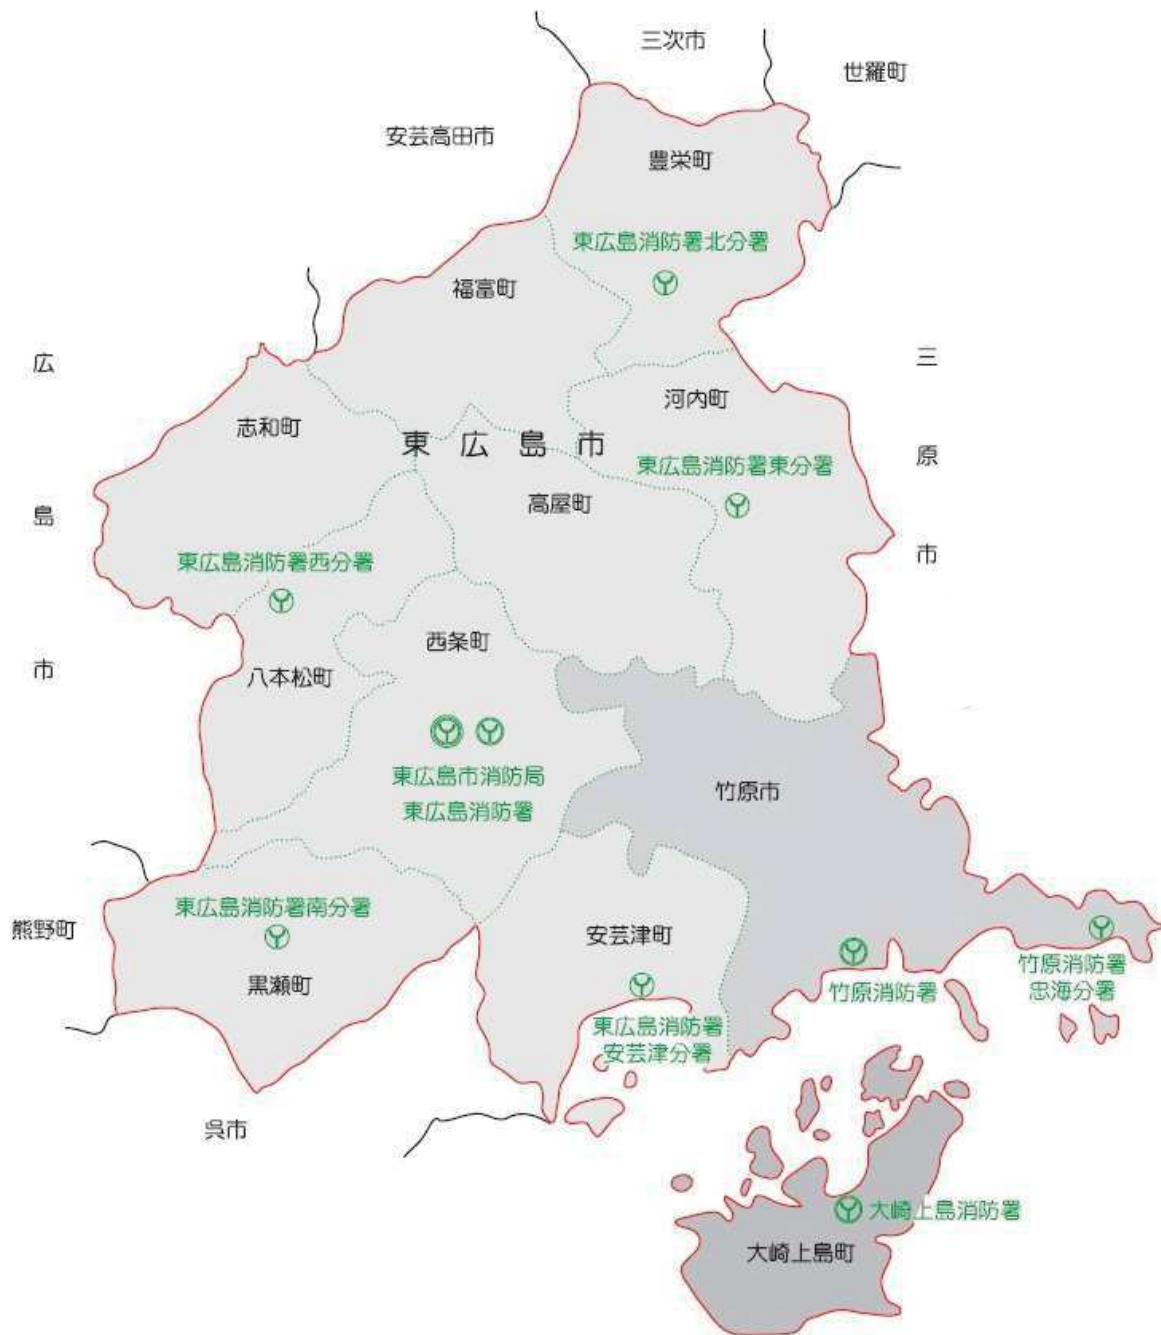 三次市
世羅町
安芸高田市
豊栄町
東広島消防署北分署
福富町
広島市
三原市
河内町
志和町
東広島市
東広島消防署東分署
高屋町
東広島消防署西分署
西条町
八本松町
東広島市消防局
東広島消防署
竹原市
東広島消防署南分署
熊野町
安芸津町
黒瀬町
竹原消防署
忠海分署
竹原消防署
東広島消防署
安芸津分署
呉市
大崎上島消防署
大崎上島町